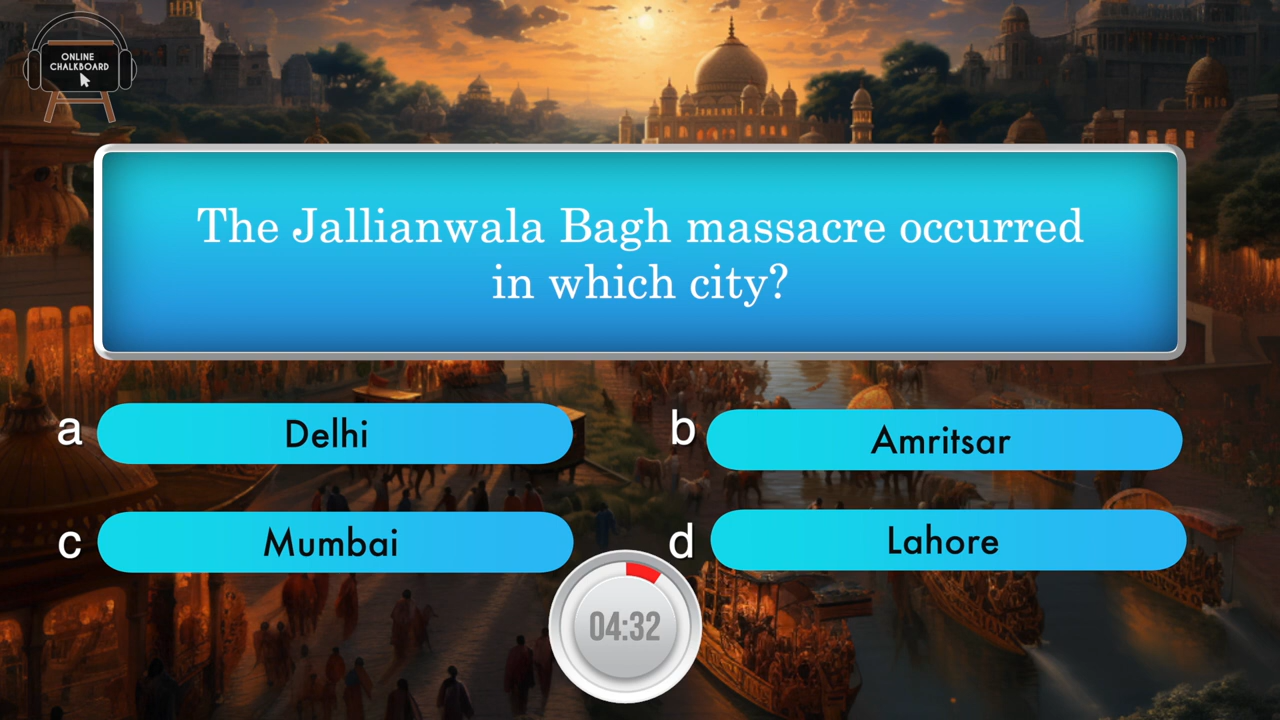 ONLINE
CHALKBOARD
The Jallianwala Bagh massacre occurred
in which city?
a Delhi
b Amritsar
c Mumbai
d Lahore
04:32